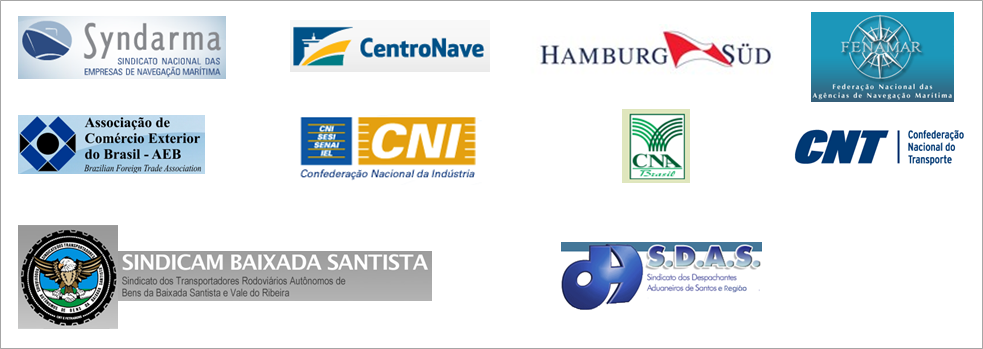 Syndarma
SINDICATO NACIONAL DAS
EMPRESAS DE NAVEGAÇÃO MARÍTIMA
CentroNave
HAMBURG SÜD
FENAMAR
Federação Nacional das
Agências de Navegação Marítima
Associação de
Comércio Exterior
do Brasil - AEB
Brazilian Foreign Trade Association
CNI
SESI
SENAI
IEL
CNI
Confederação Nacional da Indústria
CNA
Brasil
CNT
Confederação
Nacional do
Transporte
SINDICAM BAIXADA SANTISTA
Sindicato dos Transportadores Rodoviários Autônomos de
Bens da Baixada Santista e Vale do Ribeira
S.D.A.S.
Sindicato dos Despachantes
Aduaneiros de Santos e Região